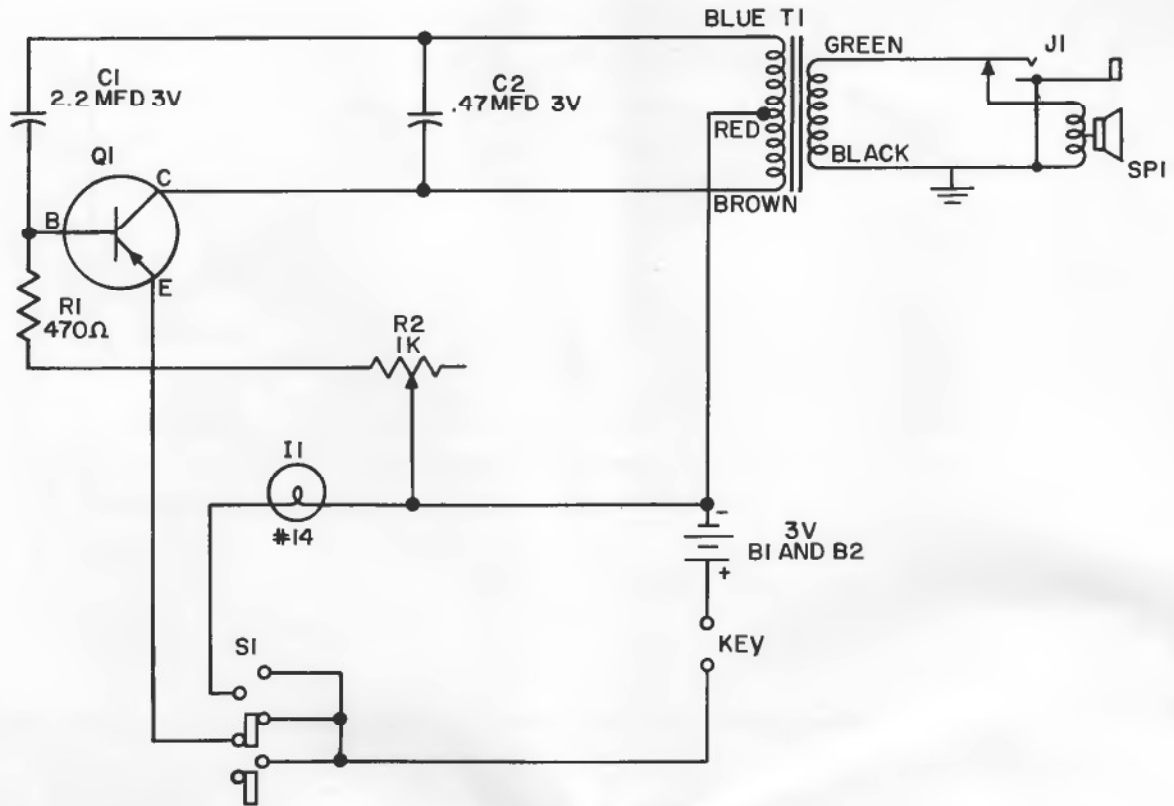 BLUE T1
GREEN
J1
C1
2.2 MFD 3V
C2
.47 MFD 3V
RED
BLACK
SP1
Q1
C
BROWN
B
E
R1
470Ω
R2
1K
I1
#14
-
3V
B1 AND B2
+
KEY
S1